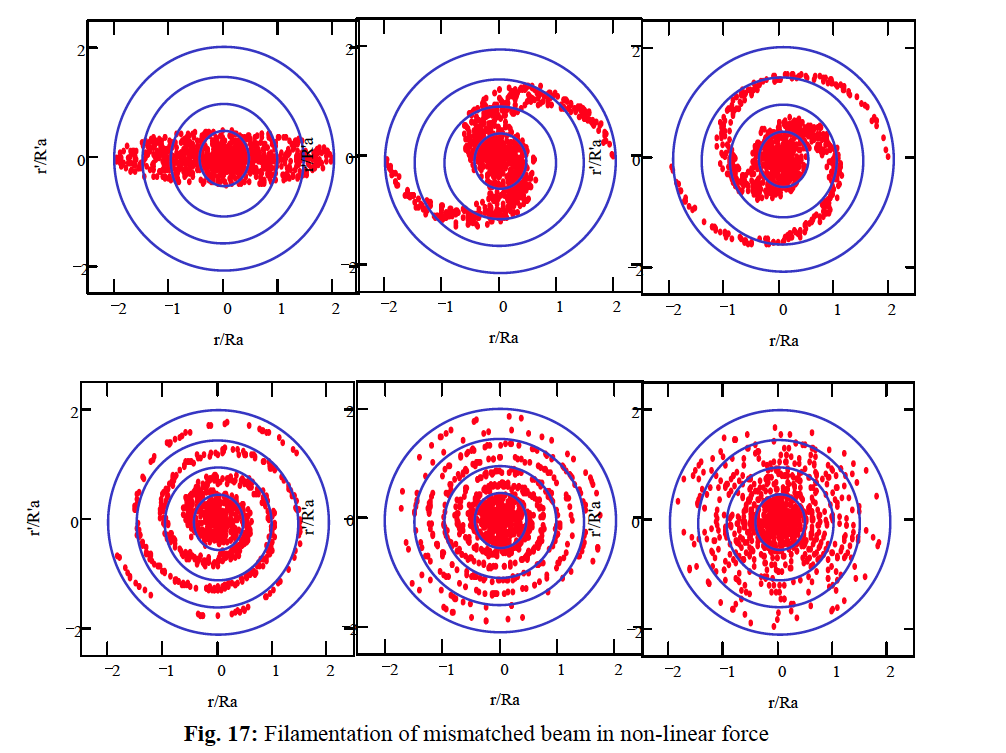 2 2 2
r'/R'a 0 r'/R'a 0 r'/R'a 0
−2 −2 −2
−2 −1 0 1 2 −2 −1 0 1 2 −2 −1 0 1 2
r/Ra r/Ra r/Ra
2 2 2
r'/R'a 0 r'/R'a 0 r'/R'a 0
−2 −2 −2
−2 −1 0 1 2 −2 −1 0 1 2 −2 −1 0 1 2
r/Ra r/Ra r/Ra
Fig. 17: Filamentation of mismatched beam in non-linear force